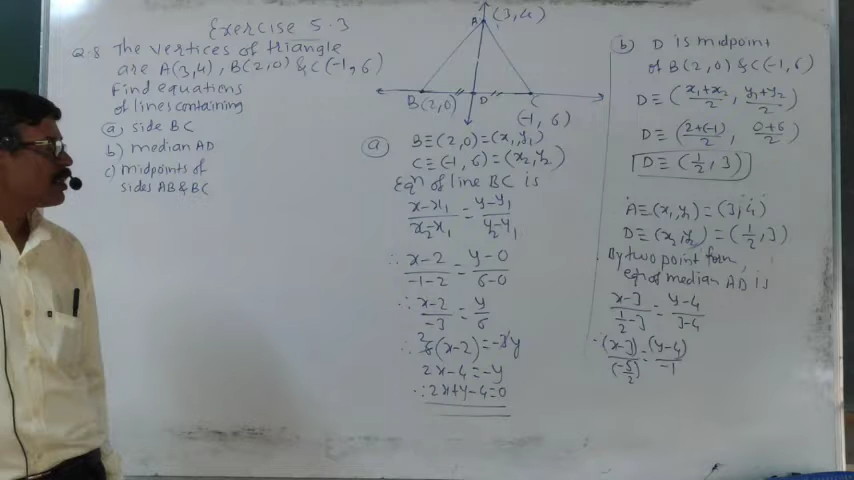 Exercise 5.3
Q.8 The vertices of triangle
are A(3,4), B(2,0) & C(-1,6)
Find equations
of lines containing
(a) side BC
b) median AD
c) midpoints of
sides AB & BC
A (3,4)
B(2,0) D C
(-1, 6)
(a) B≡(2,0)=(x₁,y₁)
C≡(-1,6)=(x₂,y₂)
Eqⁿ of line BC is
(x-x₁)/(x₂-x₁) = (y-y₁)/(y₂-y₁)
∴ (x-2)/(-1-2) = (y-0)/(6-0)
∴ (x-2)/(-3) = y/6
∴ 6(x-2)=-3y
2x-4=-y
∴ 2x+y-4=0
(b) D is midpoint
of B(2,0) & C(-1,6)
D≡ ((x₁+x₂)/2, (y₁+y₂)/2)
D≡ ((2+(-1))/2, (0+6)/2)
D≡ (1/2, 3)
A≡(x₁,y₁)=(3,4)
D≡(x₂,y₂)=(1/2,3)
By two point form,
eqⁿ of median AD is
(x-3)/(1/2-3) = (y-4)/(3-4)
∴ (x-3)/(-5/2) = (y-4)/-1